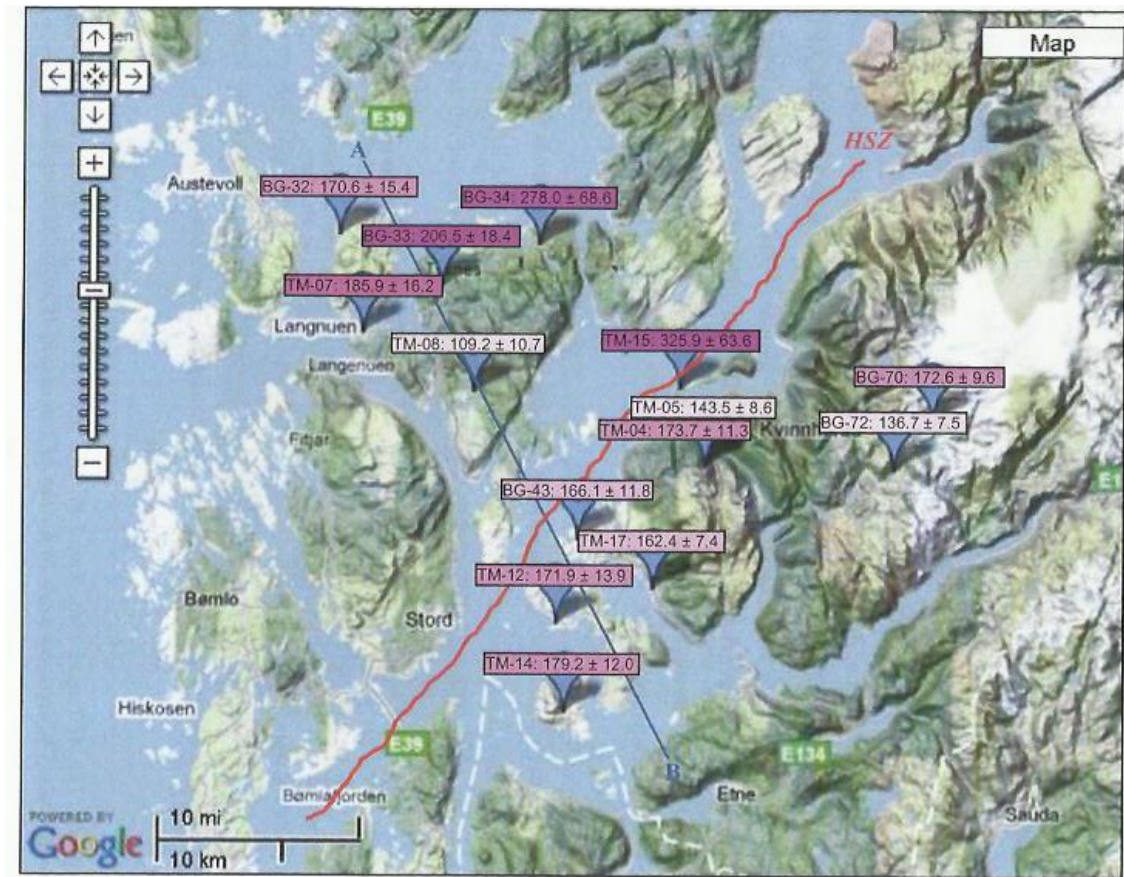 Map
E39
HSZ
A
Austevoll
BG-32: 170.6 ± 15.4
BG-34: 278.0 ± 68.6
BG-33: 206.5 ± 18.4
TM-07: 185.9 ± 16.2
Langnuen
TM-08: 109.2 ± 10.7
TM-15: 325.9 ± 63.6
Langenuen
BG-70: 172.6 ± 9.6
TM-05: 143.5 ± 8.6
BG-72: 136.7 ± 7.5
TM-04: 173.7 ± 11.3
Fitjar
E1
BG-43: 166.1 ± 11.8
TM-17: 162.4 ± 7.4
TM-12: 171.9 ± 13.9
Bømlo
Stord
TM-14: 179.2 ± 12.0
Hiskosen
E39
B
E134
Bømlafjorden
Etne
Sauda
10 mi
10 km
POWERED BY
Google